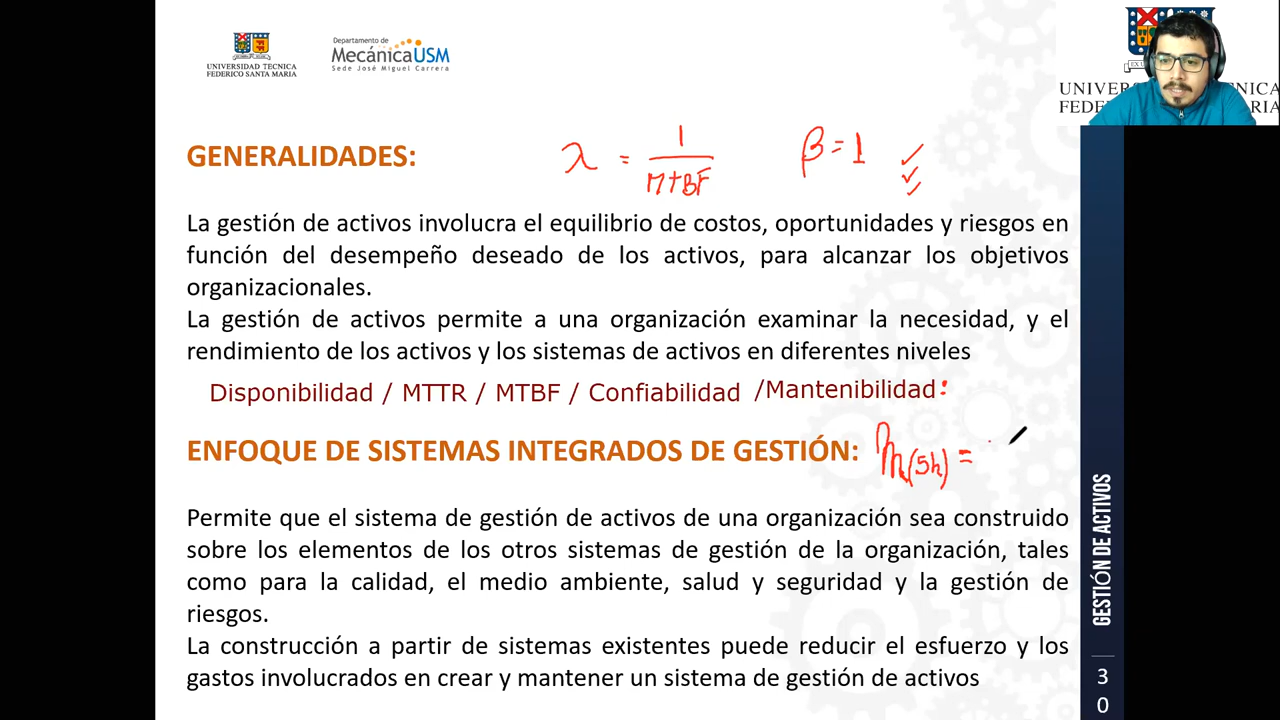 UNIVERSIDAD TECNICA
FEDERICO SANTA MARIA
Departamento de
MecánicaUSM
Sede José Miguel Carrera
UNIVER TÉCNICA
FEDER MARIA
GENERALIDADES:
λ = 1 / MTBF
β = 1
La gestión de activos involucra el equilibrio de costos, oportunidades y riesgos en
función del desempeño deseado de los activos, para alcanzar los objetivos
organizacionales.
La gestión de activos permite a una organización examinar la necesidad, y el
rendimiento de los activos y los sistemas de activos en diferentes niveles
Disponibilidad / MTTR / MTBF / Confiabilidad /Mantenibilidad:
ENFOQUE DE SISTEMAS INTEGRADOS DE GESTIÓN:
M(5h) =
Permite que el sistema de gestión de activos de una organización sea construido
sobre los elementos de los otros sistemas de gestión de la organización, tales
como para la calidad, el medio ambiente, salud y seguridad y la gestión de
riesgos.
La construcción a partir de sistemas existentes puede reducir el esfuerzo y los
gastos involucrados en crear y mantener un sistema de gestión de activos
GESTIÓN DE ACTIVOS
3
0